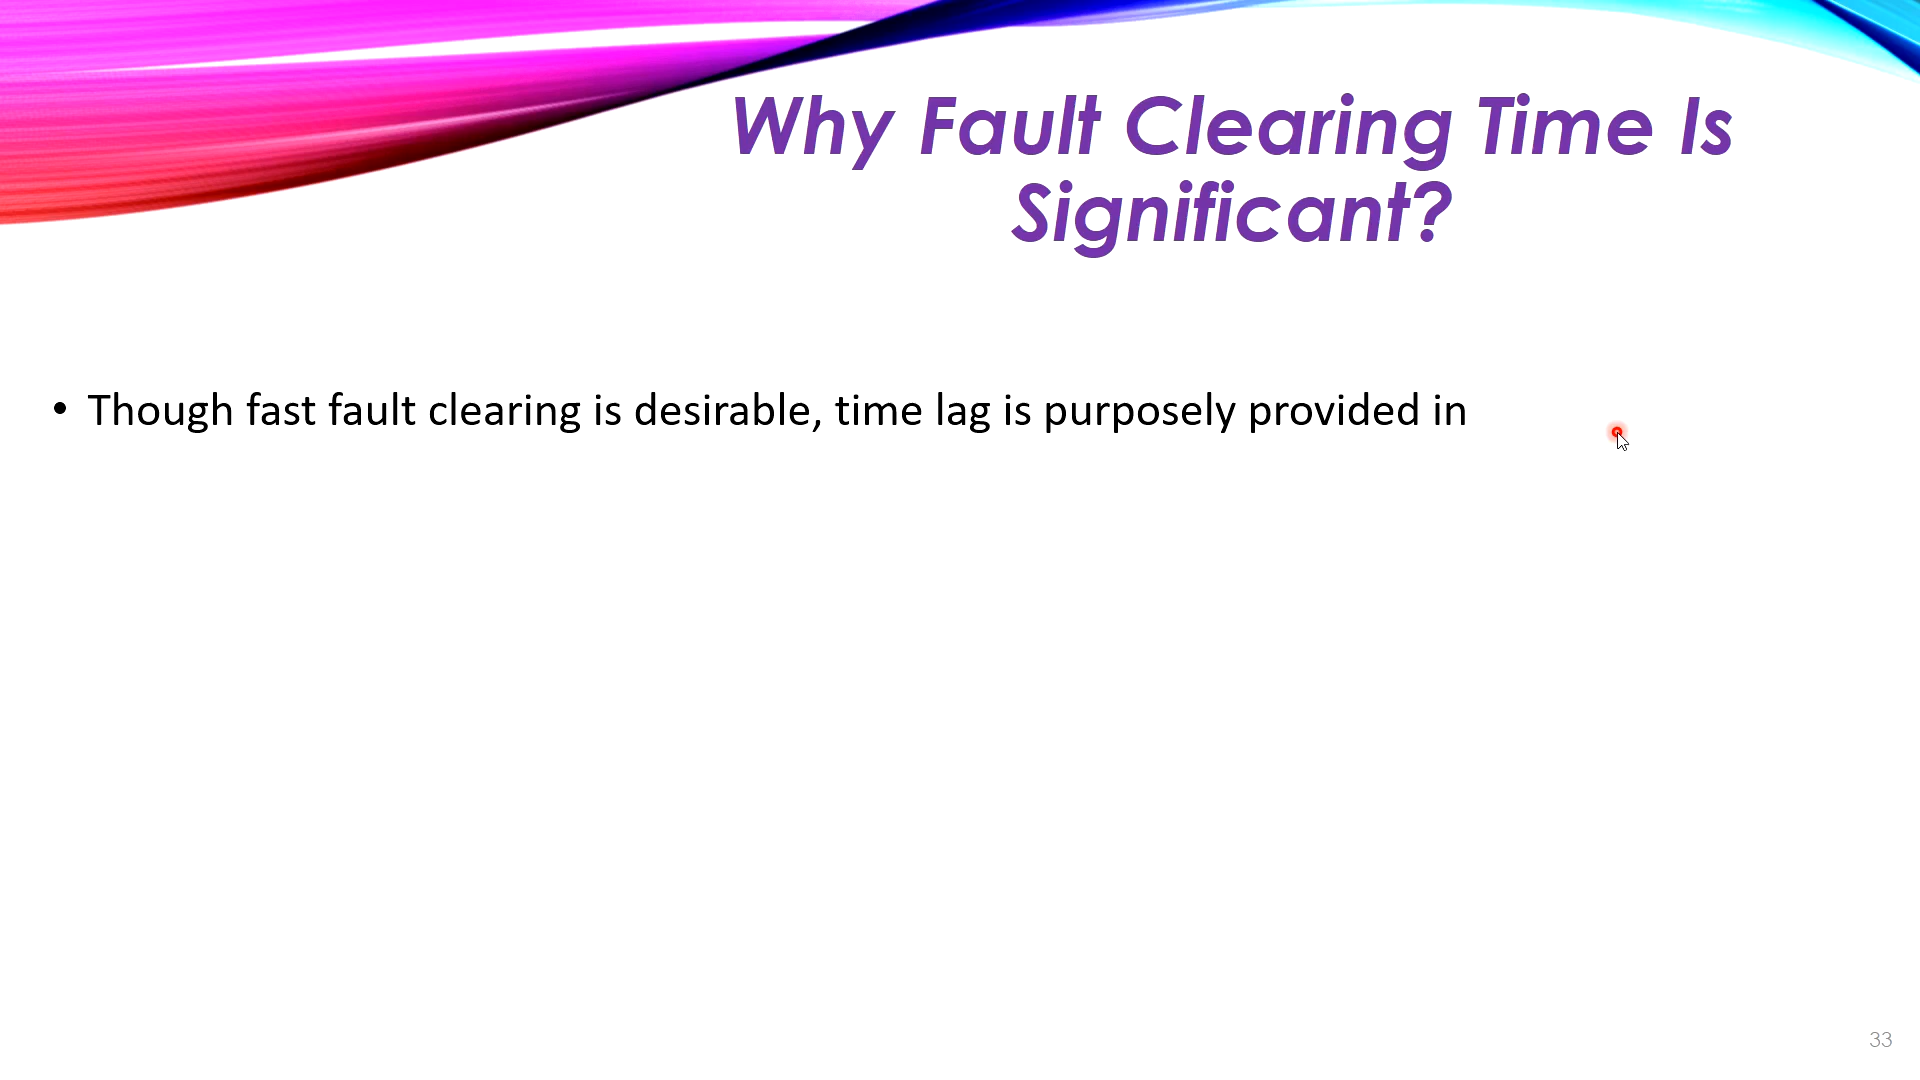 Why Fault Clearing Time Is
Significant?
• Though fast fault clearing is desirable, time lag is purposely provided in
33